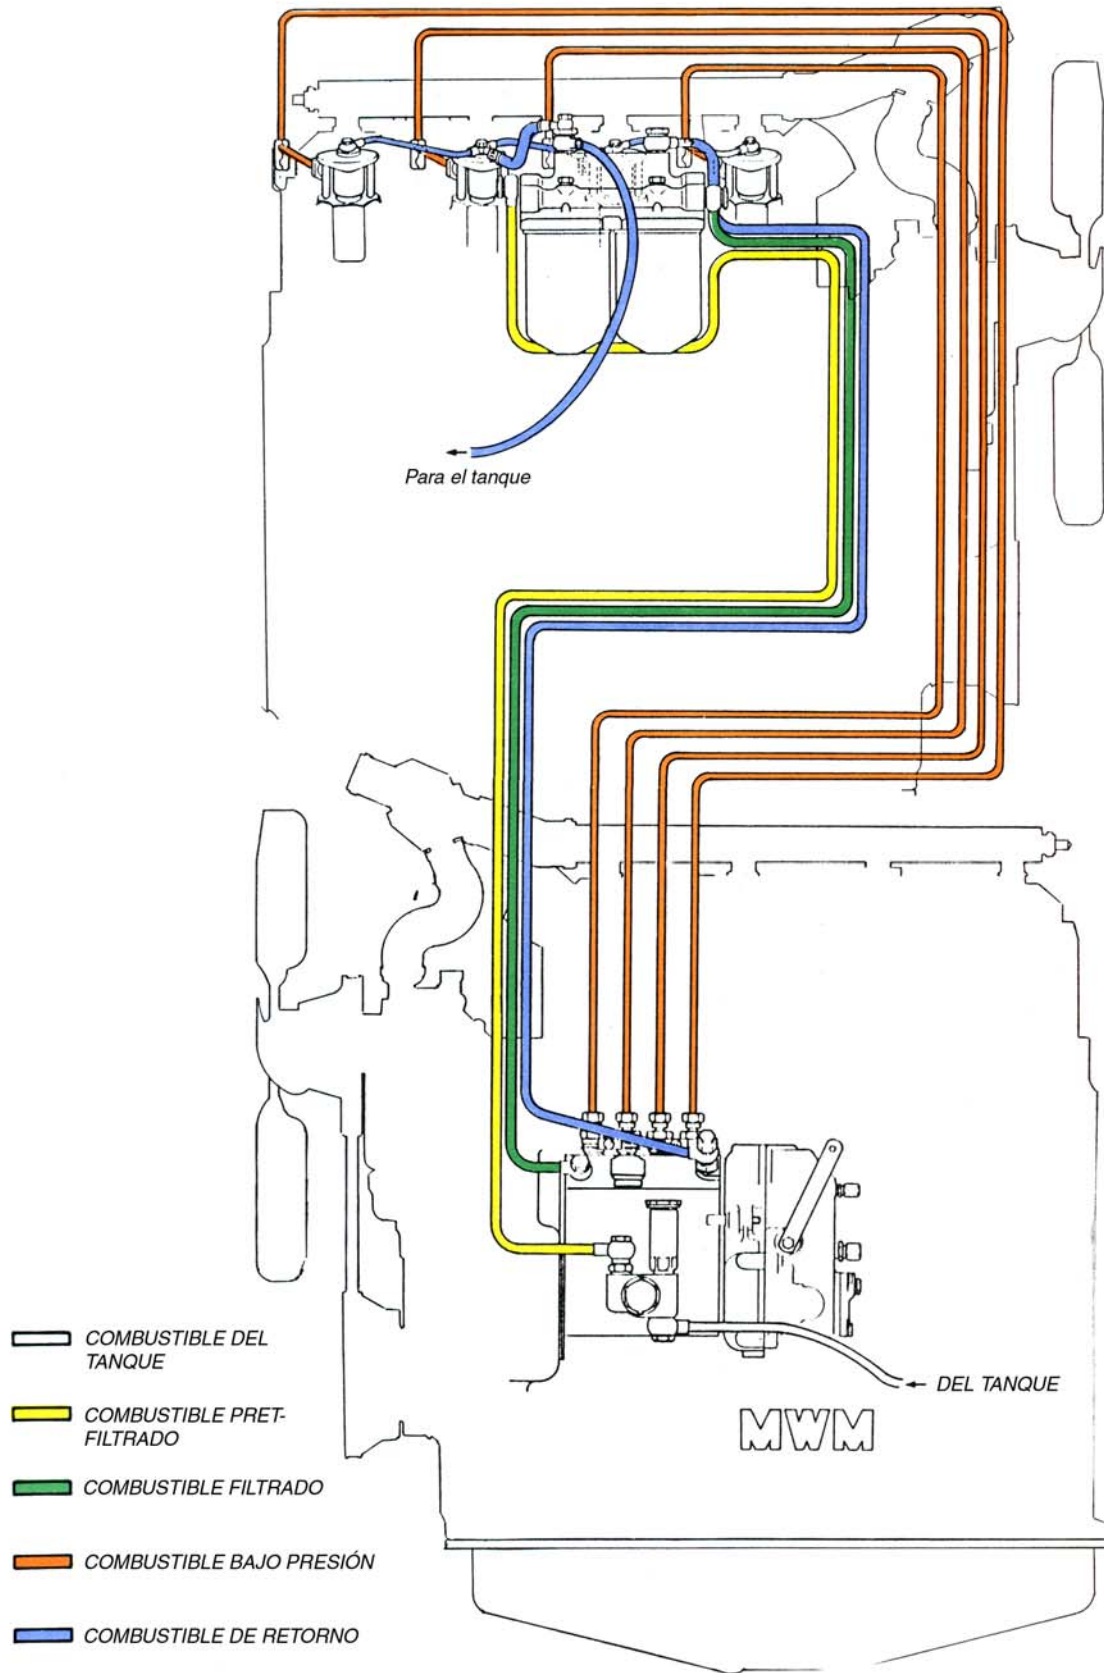 Para el tanque
COMBUSTIBLE DEL
TANQUE
DEL TANQUE
COMBUSTIBLE PRET-
FILTRADO
MWM
COMBUSTIBLE FILTRADO
COMBUSTIBLE BAJO PRESIÓN
COMBUSTIBLE DE RETORNO